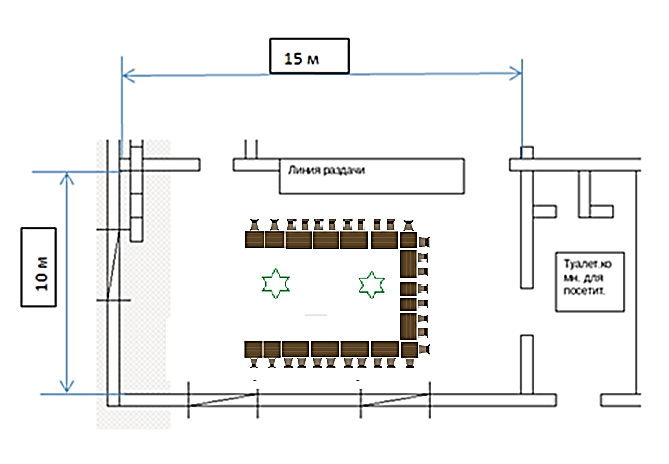 15 м
Линия раздачи
10 м
Туалет.ко
мн. для
посетит.